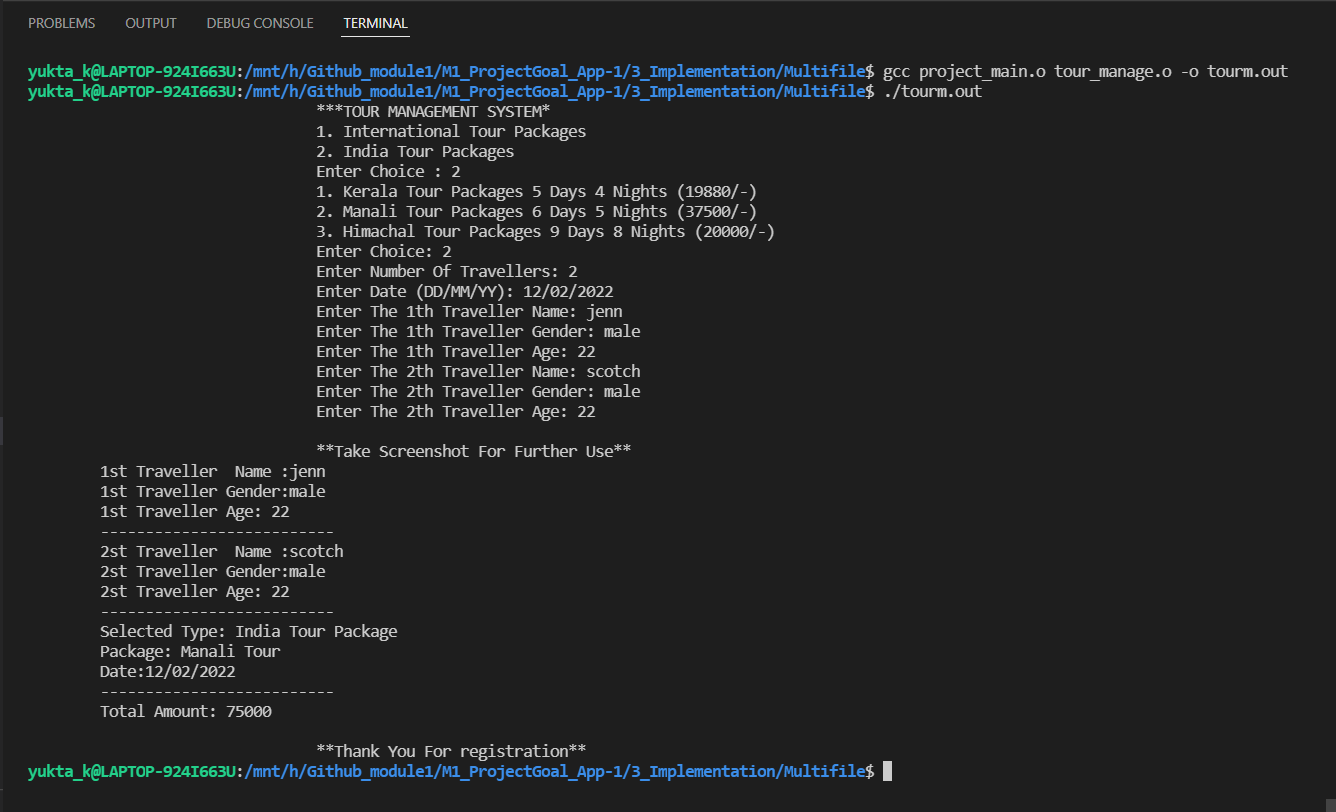 PROBLEMS OUTPUT DEBUG CONSOLE TERMINAL
yukta_k@LAPTOP-924I663U:/mnt/h/Github_module1/M1_ProjectGoal_App-1/3_Implementation/Multifile$ gcc project_main.o tour_manage.o -o tourm.out
yukta_k@LAPTOP-924I663U:/mnt/h/Github_module1/M1_ProjectGoal_App-1/3_Implementation/Multifile$ ./tourm.out
***TOUR MANAGEMENT SYSTEM*
1. International Tour Packages
2. India Tour Packages
Enter Choice : 2
1. Kerala Tour Packages 5 Days 4 Nights (19880/-)
2. Manali Tour Packages 6 Days 5 Nights (37500/-)
3. Himachal Tour Packages 9 Days 8 Nights (20000/-)
Enter Choice: 2
Enter Number Of Travellers: 2
Enter Date (DD/MM/YY): 12/02/2022
Enter The 1th Traveller Name: jenn
Enter The 1th Traveller Gender: male
Enter The 1th Traveller Age: 22
Enter The 2th Traveller Name: scotch
Enter The 2th Traveller Gender: male
Enter The 2th Traveller Age: 22
**Take Screenshot For Further Use**
1st Traveller  Name :jenn
1st Traveller Gender:male
1st Traveller Age: 22
--------------------------
2st Traveller  Name :scotch
2st Traveller Gender:male
2st Traveller Age: 22
--------------------------
Selected Type: India Tour Package
Package: Manali Tour
Date:12/02/2022
--------------------------
Total Amount: 75000
**Thank You For registration**
yukta_k@LAPTOP-924I663U:/mnt/h/Github_module1/M1_ProjectGoal_App-1/3_Implementation/Multifile$